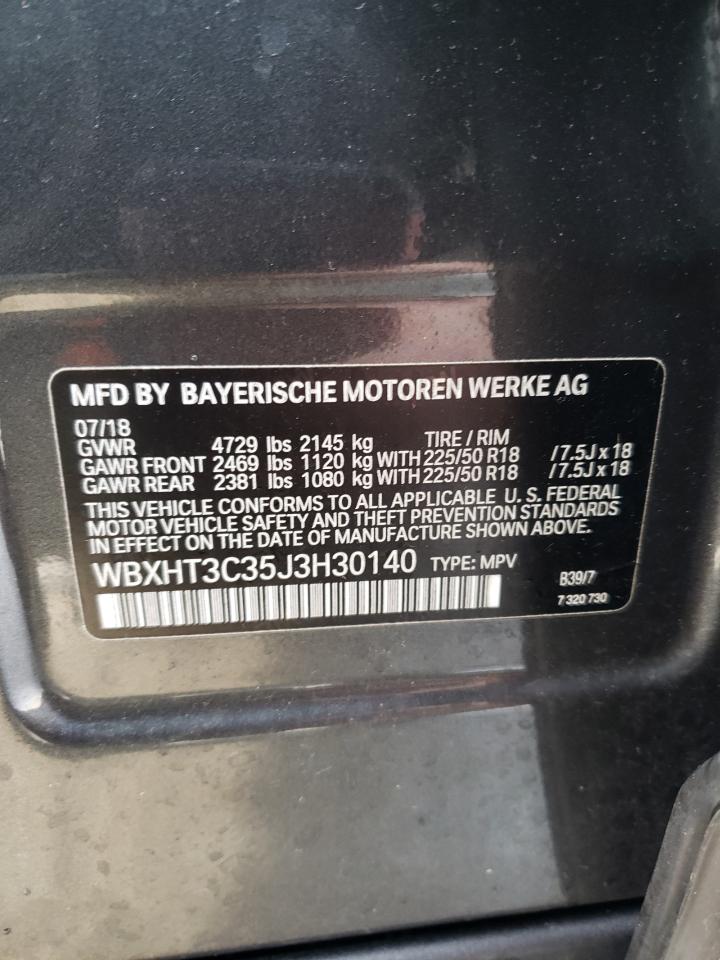 MFD BY BAYERISCHE MOTOREN WERKE AG
07/18
GVWR 4729 lbs 2145 kg TIRE / RIM
GAWR FRONT 2469 lbs 1120 kg WITH 225/50 R18 /7.5J x 18
GAWR REAR 2381 lbs 1080 kg WITH 225/50 R18 /7.5J x 18
THIS VEHICLE CONFORMS TO ALL APPLICABLE U. S. FEDERAL
MOTOR VEHICLE SAFETY AND THEFT PREVENTION STANDARDS
IN EFFECT ON THE DATE OF MANUFACTURE SHOWN ABOVE.
WBXHT3C35J3H30140 TYPE: MPV
B39/7
7 320 730